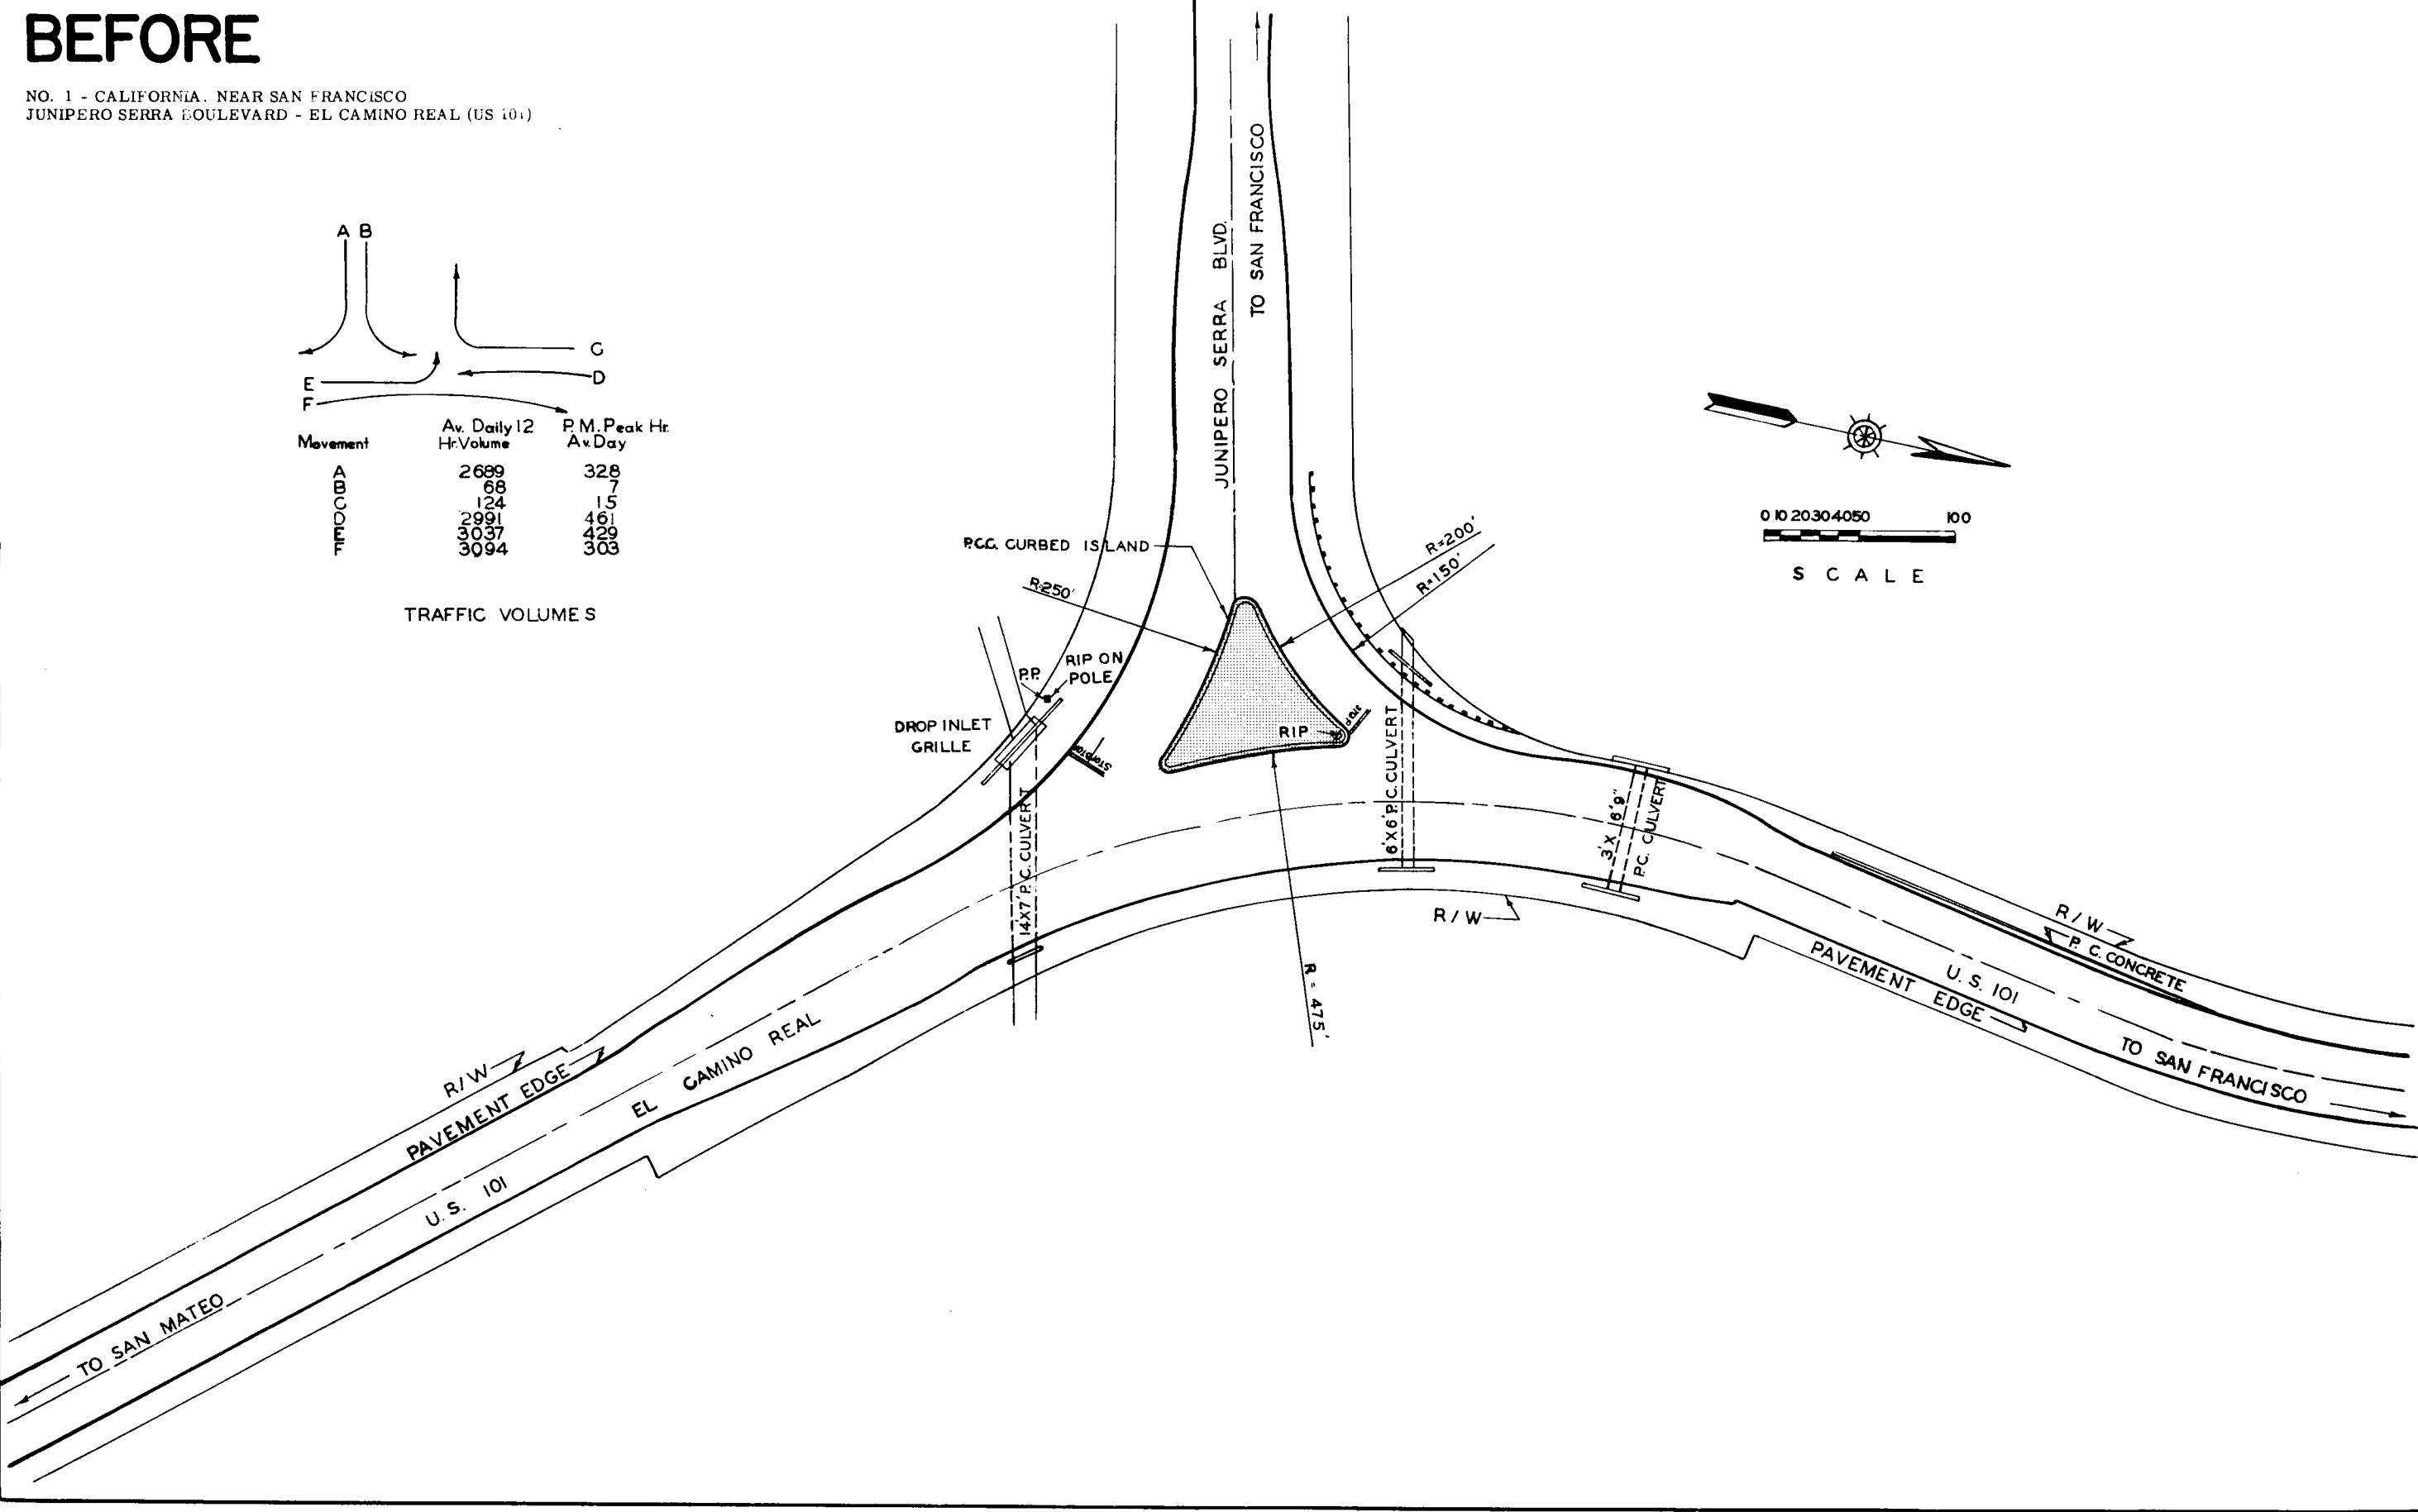 BEFORE
NO. 1 - CALIFORNIA. NEAR SAN FRANCISCO
JUNIPERO SERRA BOULEVARD - EL CAMINO REAL (US 101)
A B
C
D
E
F
Movement Av. Daily 12 Hr. Volume P. M. Peak Hr. Av. Day
A 2689 328
B 68 7
C 124 15
D 2991 461
E 3037 429
F 3094 303
TRAFFIC VOLUMES
JUNIPERO SERRA BLVD.
TO SAN FRANCISCO
0 10 20 30 40 50 100
SCALE
P.C.C. CURBED ISLAND
R=250'
R=200'
R=150'
P.P.
RIP ON
POLE
DROP INLET
GRILLE
STOP
RIP
STOP
14'X7' P.C. CULVERT
6'X6' P.C. CULVERT
3'X 6'9"
P.C. CULVERT
R/W
R = 475'
R/W
P. C. CONCRETE
PAVEMENT EDGE
U. S. 101
TO SAN FRANCISCO
R/W
PAVEMENT EDGE
EL CAMINO REAL
U. S. 101
TO SAN MATEO